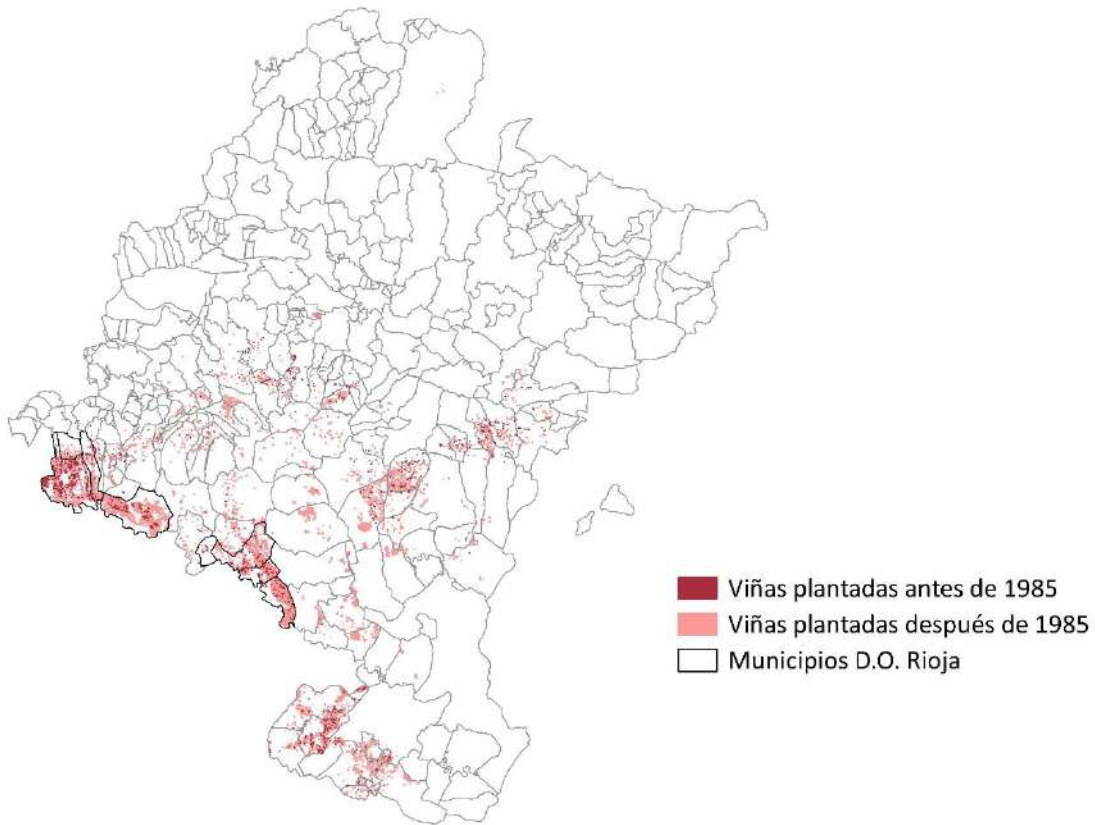 Viñas plantadas antes de 1985
Viñas plantadas después de 1985
Municipios D.O. Rioja